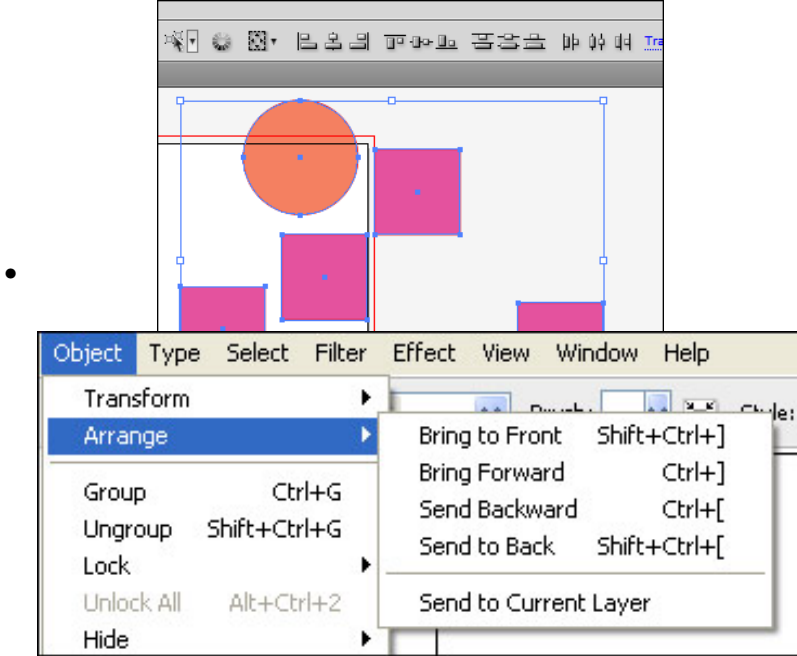 Tra
Object Type Select Filter Effect View Window Help
Transform
Style:
Arrange
Bring to Front Shift+Ctrl+]
Bring Forward Ctrl+]
Group Ctrl+G
Send Backward Ctrl+[
Ungroup Shift+Ctrl+G
Send to Back Shift+Ctrl+[
Lock
Unlock All Alt+Ctrl+2
Send to Current Layer
Hide